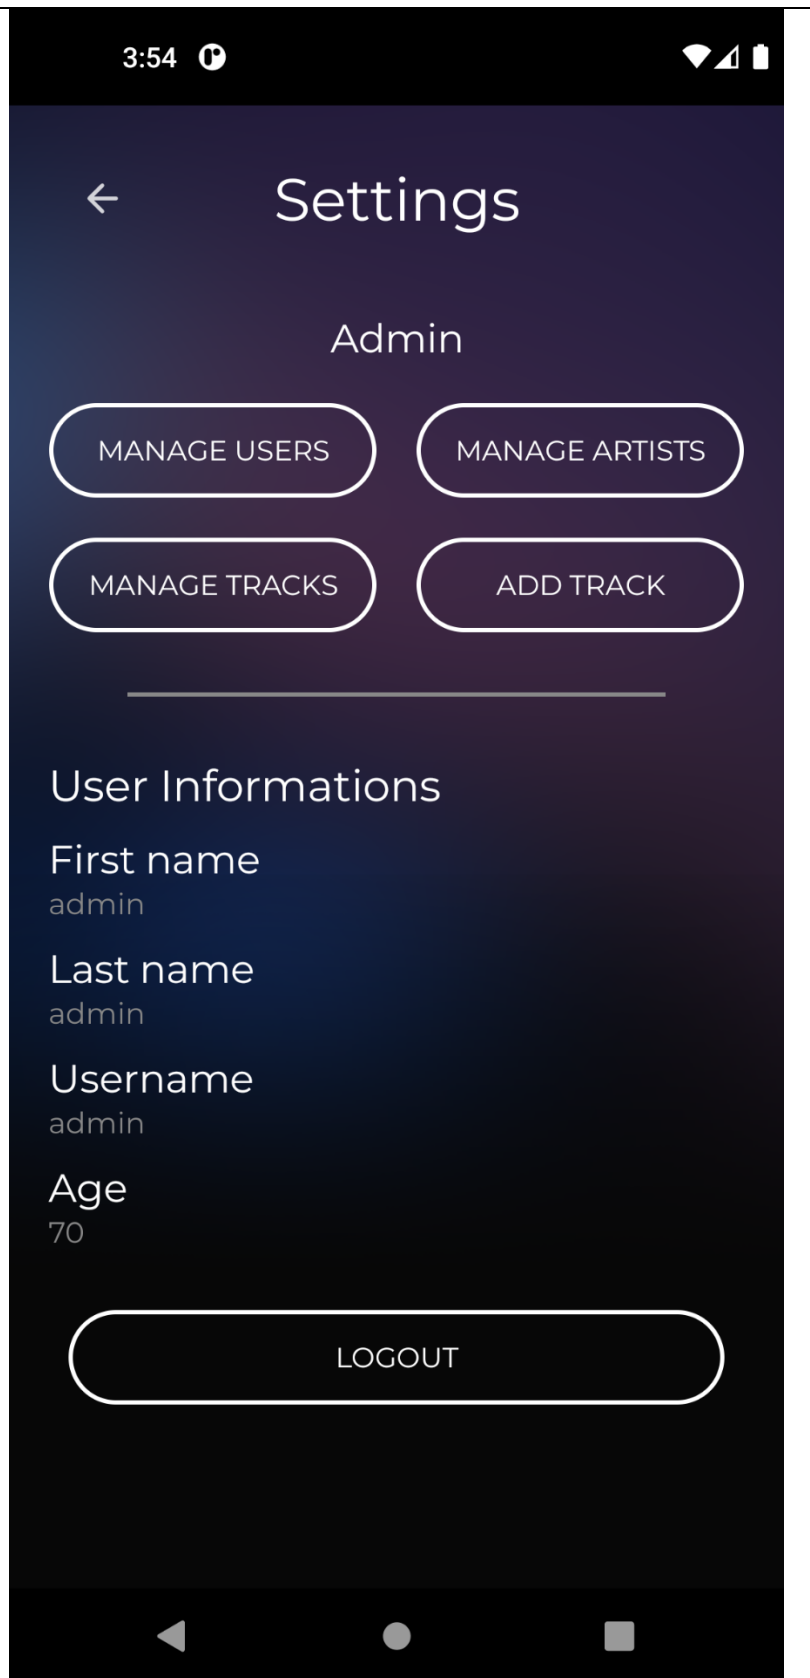 3:54
Settings
Admin
MANAGE USERS
MANAGE ARTISTS
MANAGE TRACKS
ADD TRACK
User Informations
First name
admin
Last name
admin
Username
admin
Age
70
LOGOUT